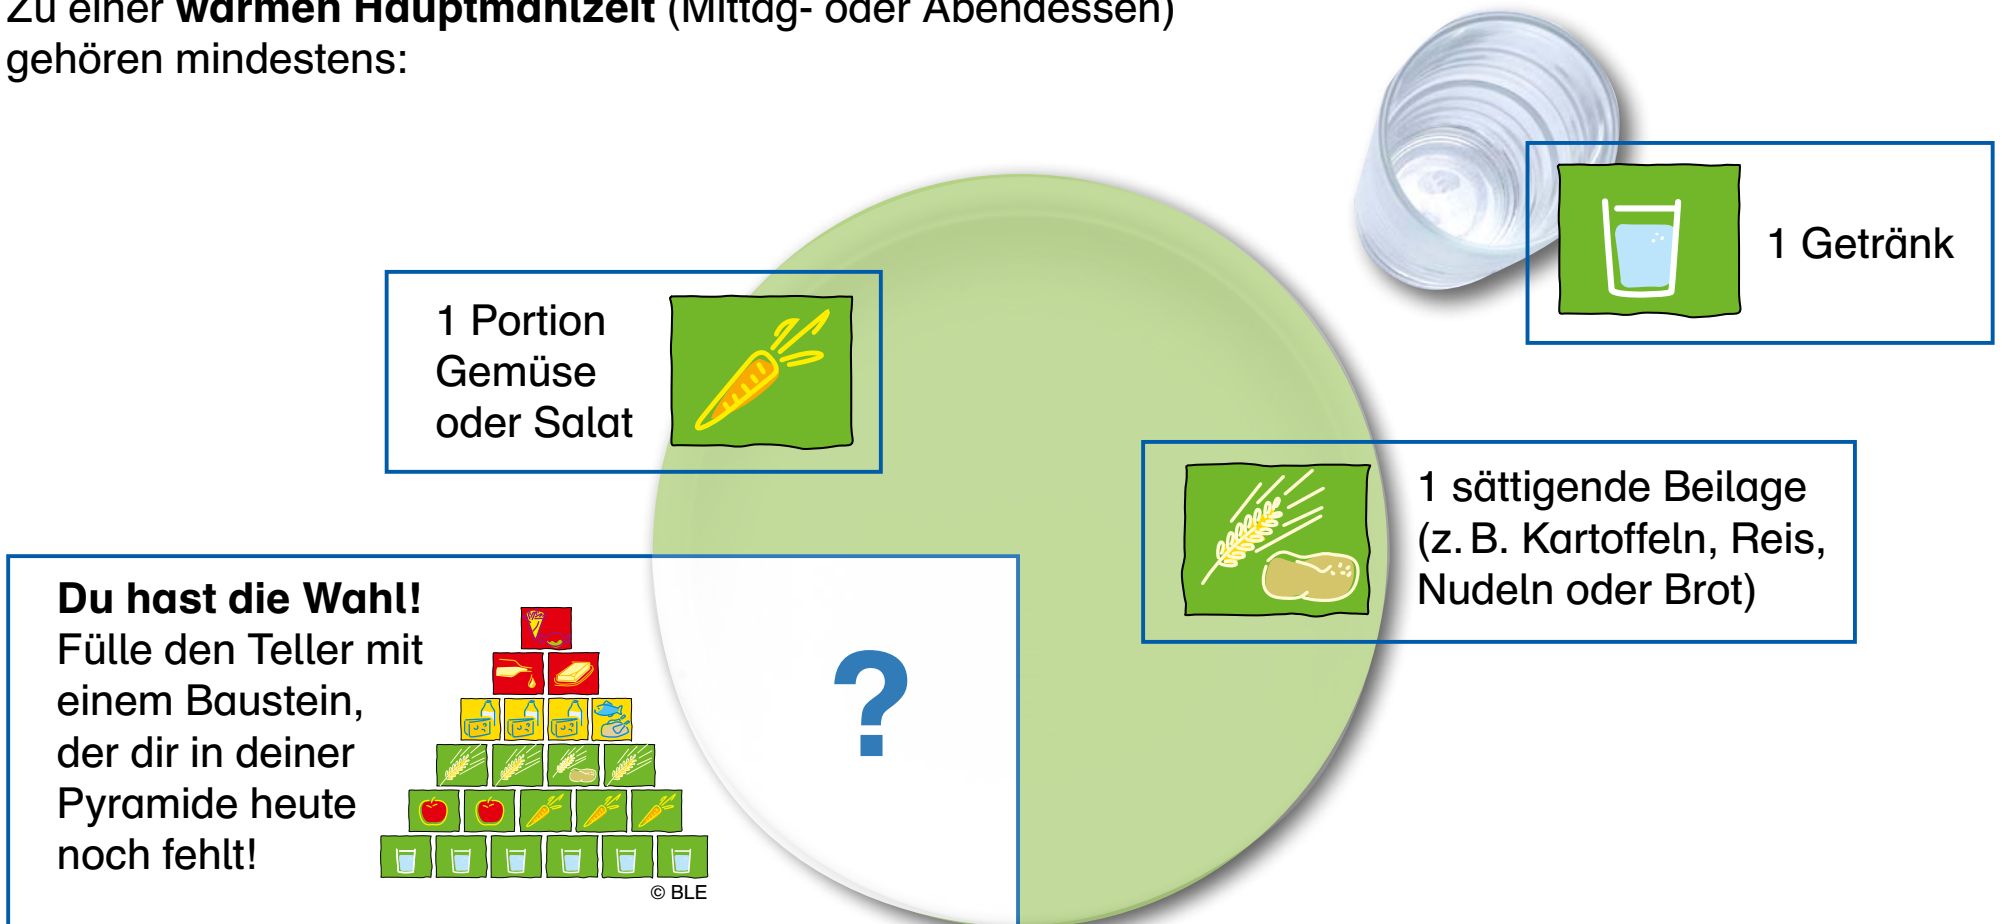 Zu einer warmen Hauptmahlzeit (Mittag- oder Abendessen)
gehören mindestens:
1 Getränk
1 Portion
Gemüse
oder Salat
1 sättigende Beilage
(z. B. Kartoffeln, Reis,
Nudeln oder Brot)
Du hast die Wahl!
Fülle den Teller mit
einem Baustein,
der dir in deiner
Pyramide heute
noch fehlt!
?
© BLE